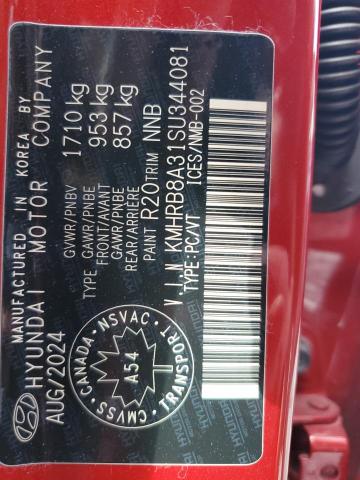 MANUFACTURED IN KOREA BY
HYUNDAI MOTOR COMPANY
AUG/2024
GVWR/PNBV 1710 kg
TYPE GAWR/PNBE FRONT/AVANT 953 kg
GAWR/PNBE REAR/ARRIERE 857 kg
PAINT R2O TRIM NNB
V I N KMHRB8A31SU344081
TYPE:PC/VT ICES/NMB-002
CMVSS CANADA NSVAC
A54
TRANSPORT